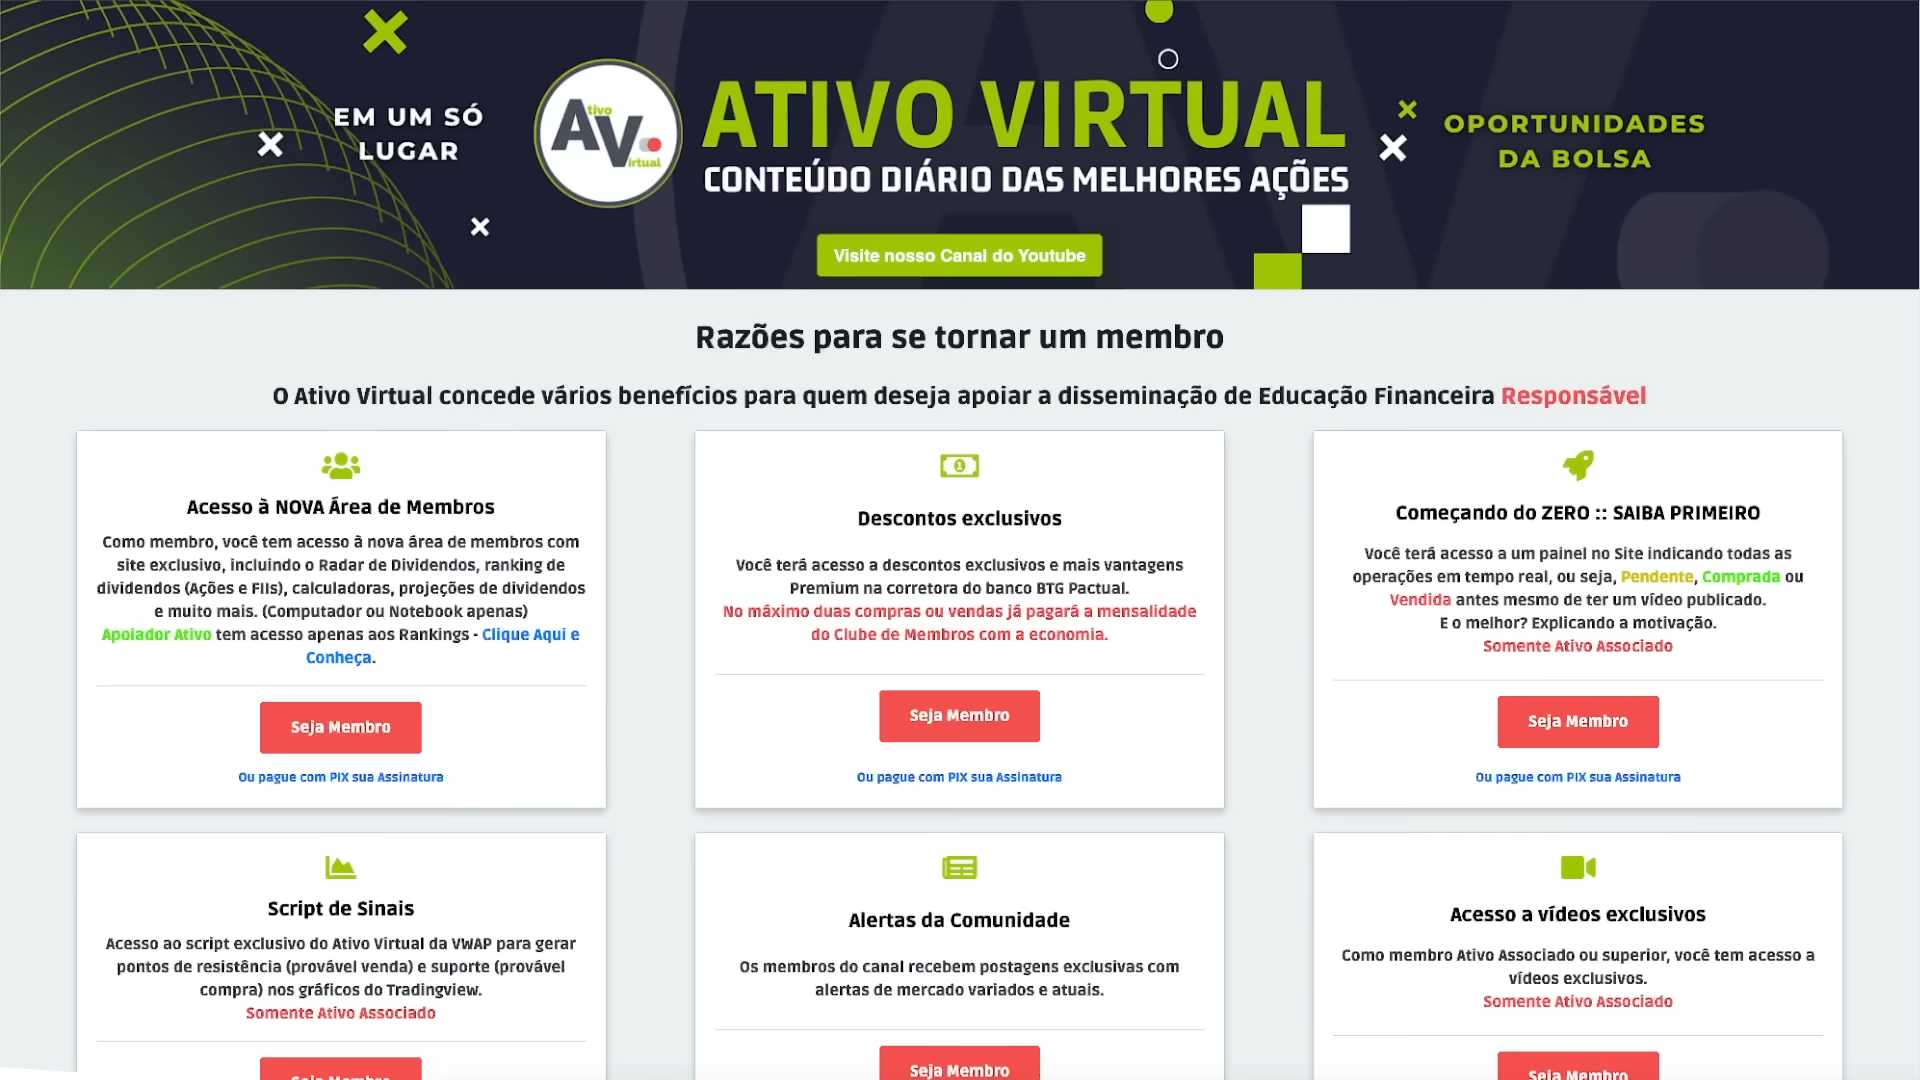 EM UM SÓ
LUGAR
Ativo
Virtual
ATIVO VIRTUAL
CONTEÚDO DIÁRIO DAS MELHORES AÇÕES
OPORTUNIDADES
DA BOLSA
Visite nosso Canal do Youtube
Razões para se tornar um membro
O Ativo Virtual concede vários benefícios para quem deseja apoiar a disseminação de Educação Financeira Responsável
Acesso à NOVA Área de Membros
Como membro, você tem acesso à nova área de membros com
site exclusivo, incluindo o Radar de Dividendos, ranking de
dividendos (Ações e FIIs), calculadoras, projeções de dividendos
e muito mais. (Computador ou Notebook apenas)
Apoiador Ativo tem acesso apenas aos Rankings - Clique Aqui e
Conheça.
Seja Membro
Ou pague com PIX sua Assinatura
Descontos exclusivos
Você terá acesso a descontos exclusivos e mais vantagens
Premium na corretora do banco BTG Pactual.
No máximo duas compras ou vendas já pagará a mensalidade
do Clube de Membros com a economia.
Seja Membro
Ou pague com PIX sua Assinatura
Começando do ZERO :: SAIBA PRIMEIRO
Você terá acesso a um painel no Site indicando todas as
operações em tempo real, ou seja, Pendente, Comprada ou
Vendida antes mesmo de ter um vídeo publicado.
E o melhor? Explicando a motivação.
Somente Ativo Associado
Seja Membro
Ou pague com PIX sua Assinatura
Script de Sinais
Acesso ao script exclusivo do Ativo Virtual da VWAP para gerar
pontos de resistência (provável venda) e suporte (provável
compra) nos gráficos do Tradingview.
Somente Ativo Associado
Seja Membro
Alertas da Comunidade
Os membros do canal recebem postagens exclusivas com
alertas de mercado variados e atuais.
Seja Membro
Acesso a vídeos exclusivos
Como membro Ativo Associado ou superior, você tem acesso a
vídeos exclusivos.
Somente Ativo Associado
Seja Membro